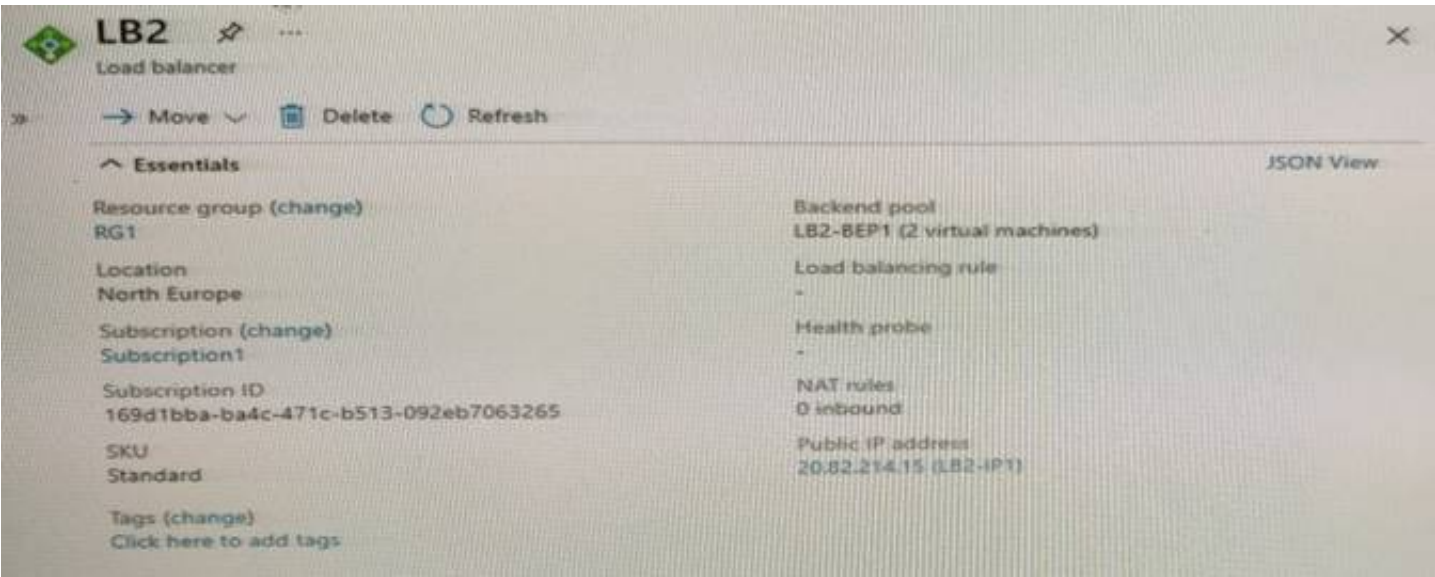 LB2
Load balancer
Move
Delete
Refresh
Essentials
JSON View
Resource group (change)
RG1
Location
North Europe
Subscription (change)
Subscription1
Subscription ID
169d1bba-ba4c-471c-b513-092eb7063265
SKU
Standard
Tags (change)
Click here to add tags
Backend pool
LB2-BEP1 (2 virtual machines)
Load balancing rule
-
Health probe
-
NAT rules
0 inbound
Public IP address
20.82.214.15 (LB2-IP1)